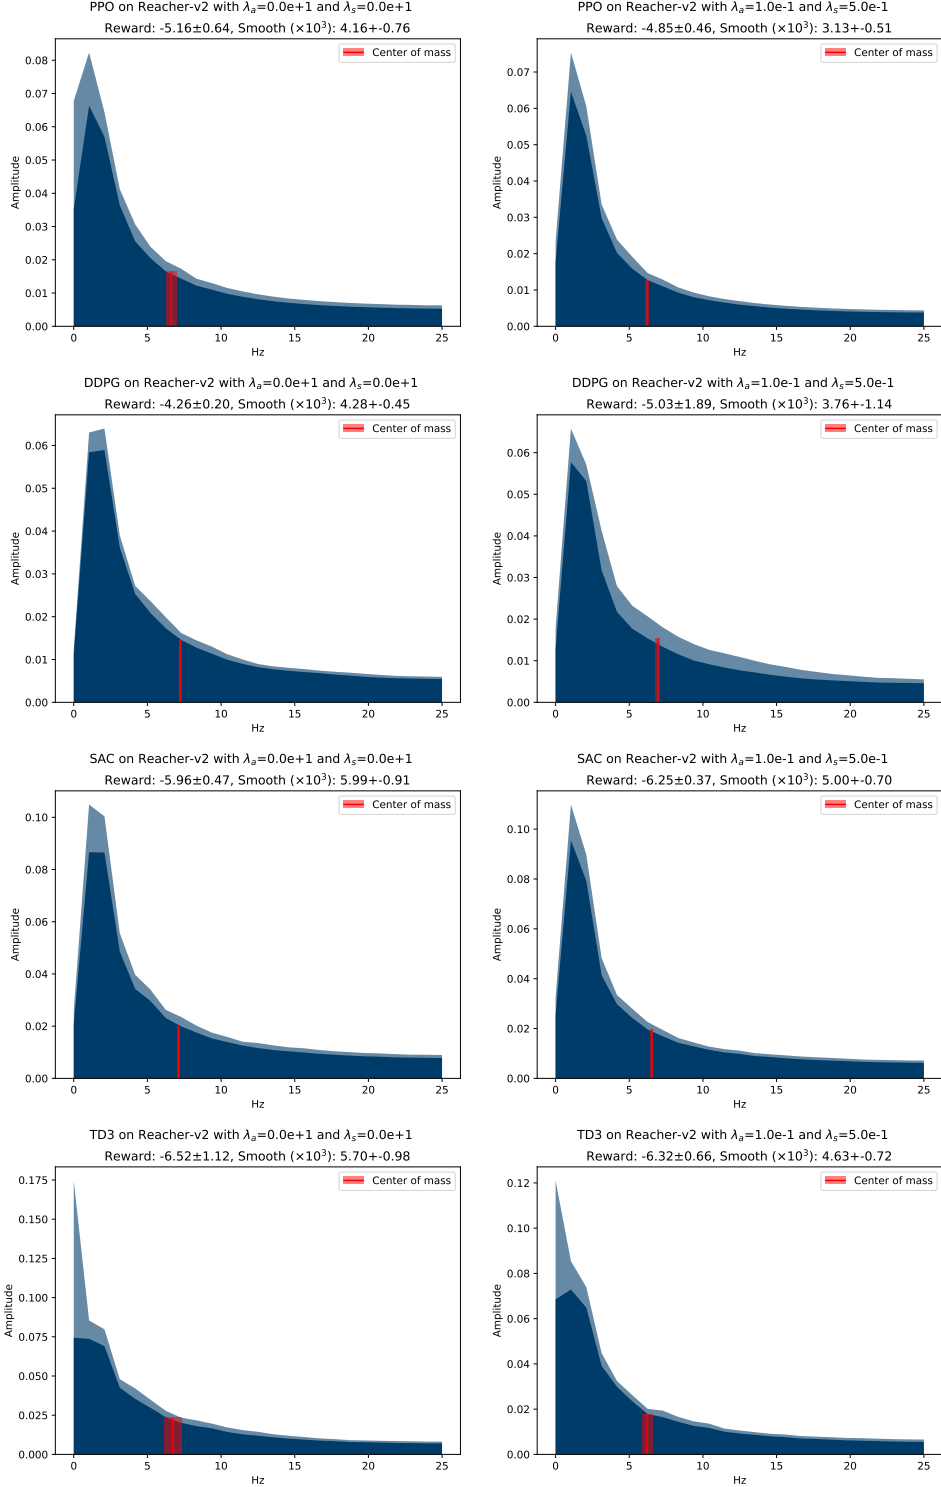 PPO on Reacher-v2 with λₐ=0.0e+1 and λₛ=0.0e+1
Reward: -5.16±0.64, Smooth (×10³): 4.16+-0.76
Center of mass
0.08
0.07
0.06
0.05
0.04
0.03
0.02
0.01
0.00
Amplitude
0 5 10 15 20 25
Hz
PPO on Reacher-v2 with λₐ=1.0e-1 and λₛ=5.0e-1
Reward: -4.85±0.46, Smooth (×10³): 3.13+-0.51
Center of mass
0.07
0.06
0.05
0.04
0.03
0.02
0.01
0.00
Amplitude
0 5 10 15 20 25
Hz
DDPG on Reacher-v2 with λₐ=0.0e+1 and λₛ=0.0e+1
Reward: -4.26±0.20, Smooth (×10³): 4.28+-0.45
Center of mass
0.06
0.05
0.04
0.03
0.02
0.01
0.00
Amplitude
0 5 10 15 20 25
Hz
DDPG on Reacher-v2 with λₐ=1.0e-1 and λₛ=5.0e-1
Reward: -5.03±1.89, Smooth (×10³): 3.76+-1.14
Center of mass
0.06
0.05
0.04
0.03
0.02
0.01
0.00
Amplitude
0 5 10 15 20 25
Hz
SAC on Reacher-v2 with λₐ=0.0e+1 and λₛ=0.0e+1
Reward: -5.96±0.47, Smooth (×10³): 5.99+-0.91
Center of mass
0.10
0.08
0.06
0.04
0.02
0.00
Amplitude
0 5 10 15 20 25
Hz
SAC on Reacher-v2 with λₐ=1.0e-1 and λₛ=5.0e-1
Reward: -6.25±0.37, Smooth (×10³): 5.00+-0.70
Center of mass
0.10
0.08
0.06
0.04
0.02
0.00
Amplitude
0 5 10 15 20 25
Hz
TD3 on Reacher-v2 with λₐ=0.0e+1 and λₛ=0.0e+1
Reward: -6.52±1.12, Smooth (×10³): 5.70+-0.98
Center of mass
0.175
0.150
0.125
0.100
0.075
0.050
0.025
0.000
Amplitude
0 5 10 15 20 25
Hz
TD3 on Reacher-v2 with λₐ=1.0e-1 and λₛ=5.0e-1
Reward: -6.32±0.66, Smooth (×10³): 4.63+-0.72
Center of mass
0.12
0.10
0.08
0.06
0.04
0.02
0.00
Amplitude
0 5 10 15 20 25
Hz